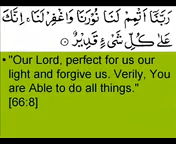 رَبَّنَآ أَتْمِمْ لَنَا نُورَنَا وَاغْفِرْ لَنَآ ۖ إِنَّكَ
عَلَىٰ كُلِّ شَىْءٍ قَدِيرٌ
• "Our Lord, perfect for us our
light and forgive us. Verily, You
are Able to do all things."
[66:8]